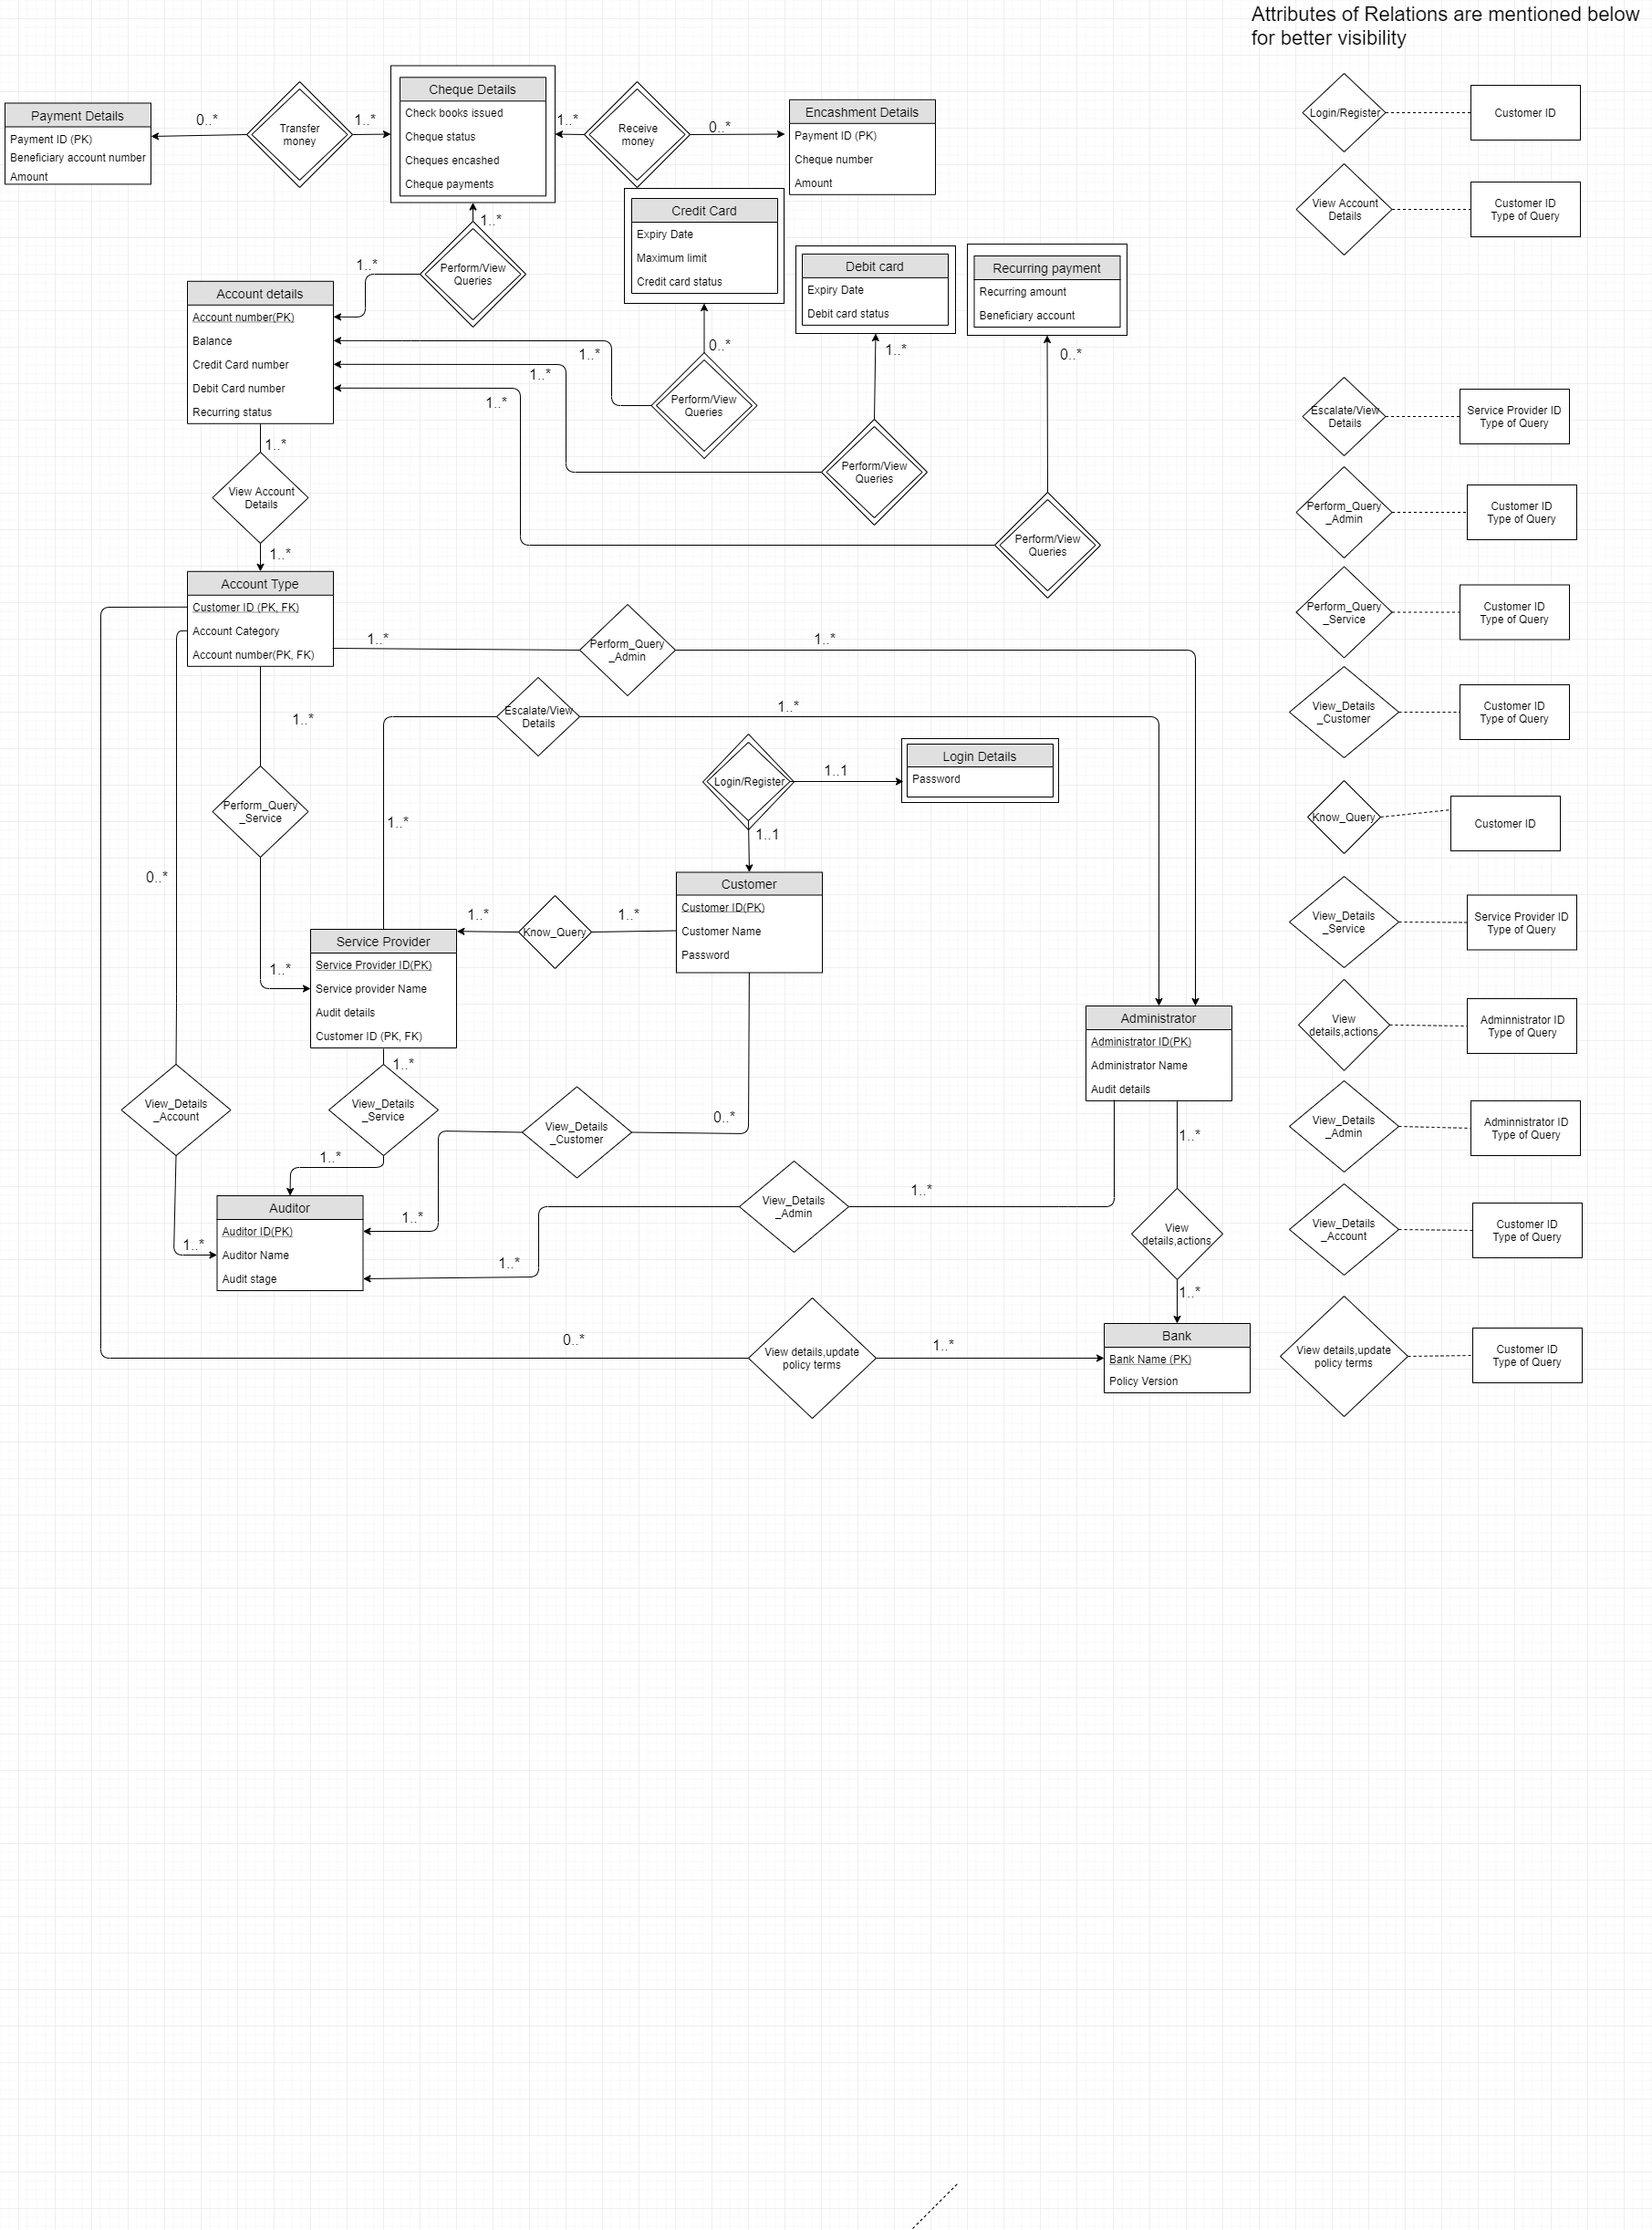 Attributes of Relations are mentioned below
for better visibility
Payment Details
Payment ID (PK)
Beneficiary account number
Amount
0..*
Transfer
money
1..*
Cheque Details
Check books issued
Cheque status
Cheques encashed
Cheque payments
1..*
Receive
money
0..*
Encashment Details
Payment ID (PK)
Cheque number
Amount
Login/Register
Customer ID
View Account
Details
Customer ID
Type of Query
1..*
Perform/View
Queries
1..*
Credit Card
Expiry Date
Maximum limit
Credit card status
Debit card
Expiry Date
Debit card status
Recurring payment
Recurring amount
Beneficiary account
Account details
Account number(PK)
Balance
Credit Card number
Debit Card number
Recurring status
1..*
0..*
1..*
1..*
0..*
1..*
Perform/View
Queries
Perform/View
Queries
Perform/View
Queries
1..*
View Account
Details
1..*
Escalate/View
Details
Service Provider ID
Type of Query
Perform_Query
_Admin
Customer ID
Type of Query
Account Type
Customer ID (PK, FK)
Account Category
Account number(PK, FK)
1..*
Perform_Query
_Admin
1..*
Perform_Query
_Service
Customer ID
Type of Query
1..*
Escalate/View
Details
1..*
View_Details
_Customer
Customer ID
Type of Query
Login/Register
1..1
Login Details
Password
Perform_Query
_Service
1..*
1..1
Know_Query
Customer ID
0..*
Customer
Customer ID(PK)
Customer Name
Password
1..*
Know_Query
1..*
Service Provider
Service Provider ID(PK)
Service provider Name
Audit details
Customer ID (PK, FK)
1..*
View_Details
_Service
Service Provider ID
Type of Query
Administrator
Administrator ID(PK)
Administrator Name
Audit details
View
details,actions
Adminnistrator ID
Type of Query
1..*
View_Details
_Account
View_Details
_Service
View_Details
_Customer
0..*
1..*
View_Details
_Admin
Adminnistrator ID
Type of Query
1..*
Auditor
Auditor ID(PK)
Auditor Name
Audit stage
1..*
1..*
1..*
View_Details
_Admin
1..*
View
details,actions
1..*
View_Details
_Account
Customer ID
Type of Query
0..*
View details,update
policy terms
1..*
Bank
Bank Name (PK)
Policy Version
View details,update
policy terms
Customer ID
Type of Query